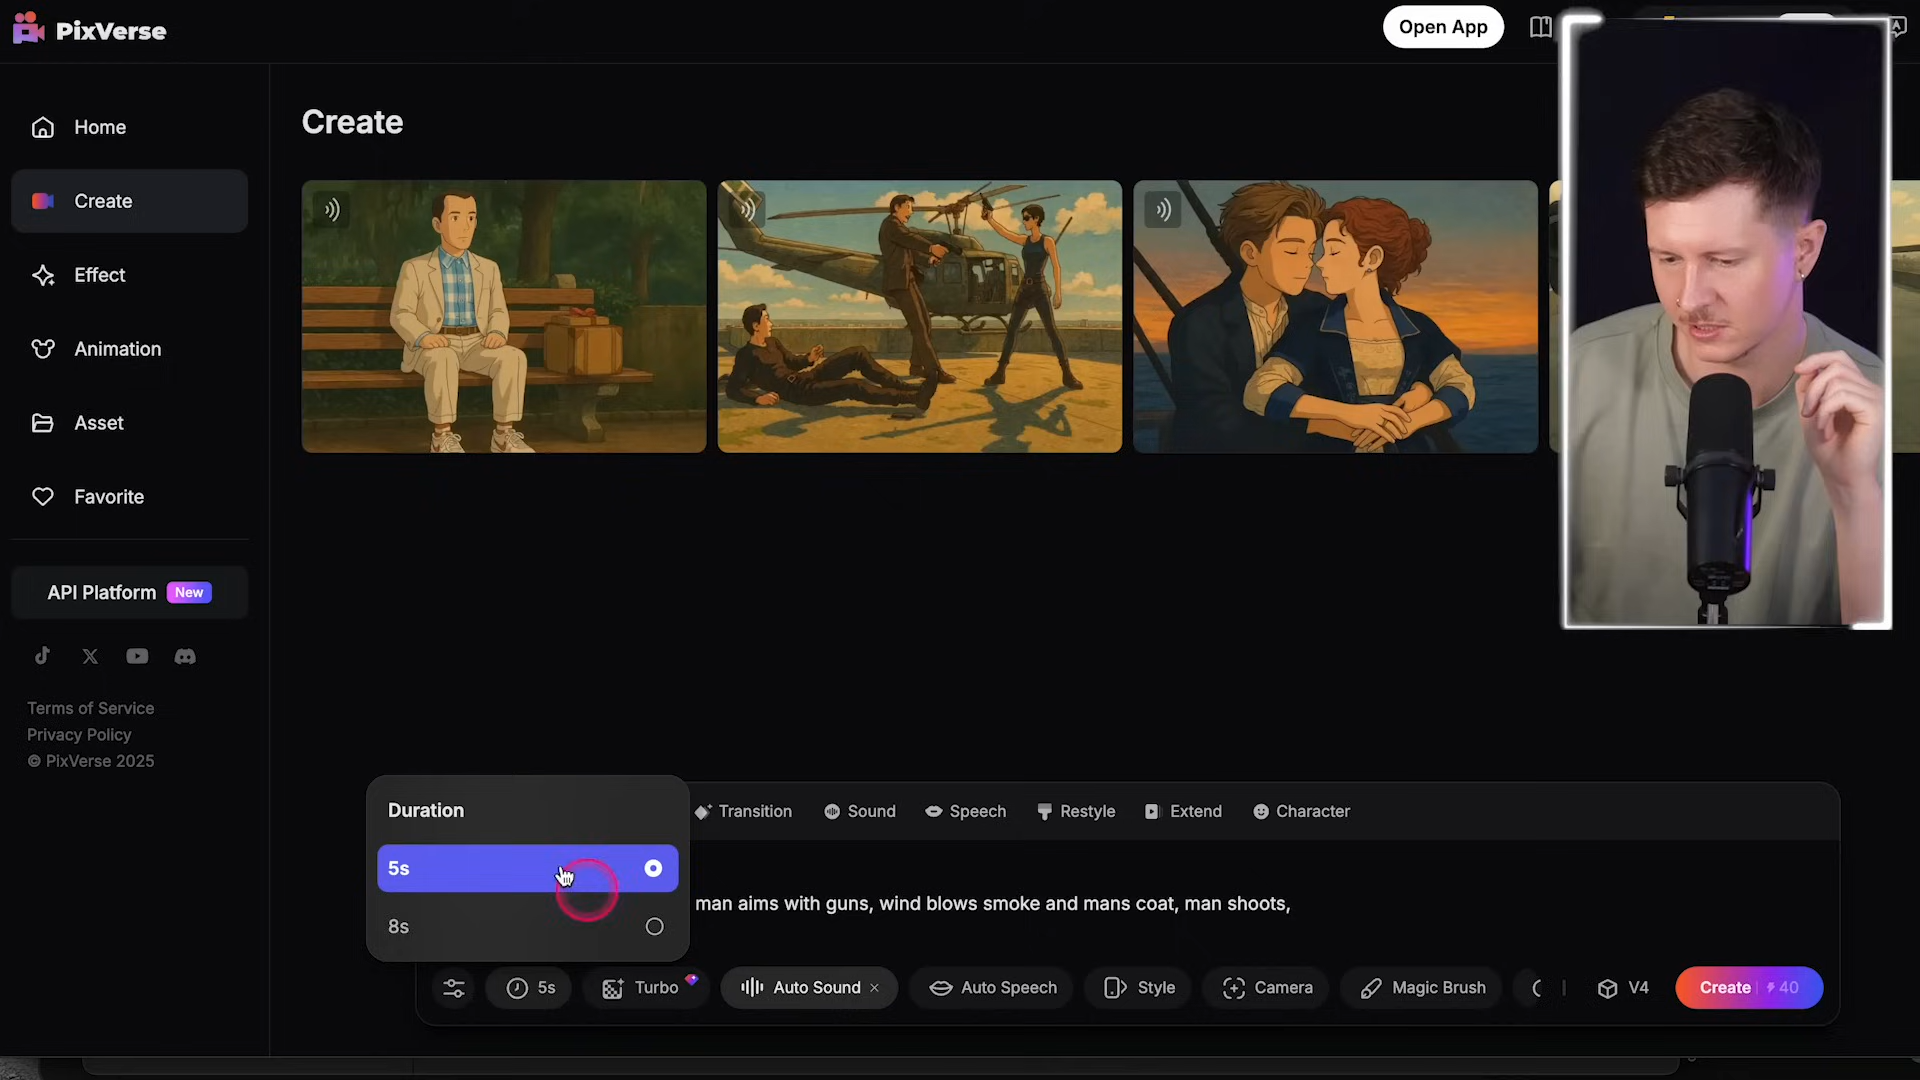 PixVerse
Open App
Home
Create
Effect
Animation
Asset
Favorite
API Platform New
Terms of Service
Privacy Policy
© PixVerse 2025
Create
Duration
5s
8s
Transition
Sound
Speech
Restyle
Extend
Character
man aims with guns, wind blows smoke and mans coat, man shoots,
5s
Turbo
Auto Sound ×
Auto Speech
Style
Camera
Magic Brush
V4
Create 40